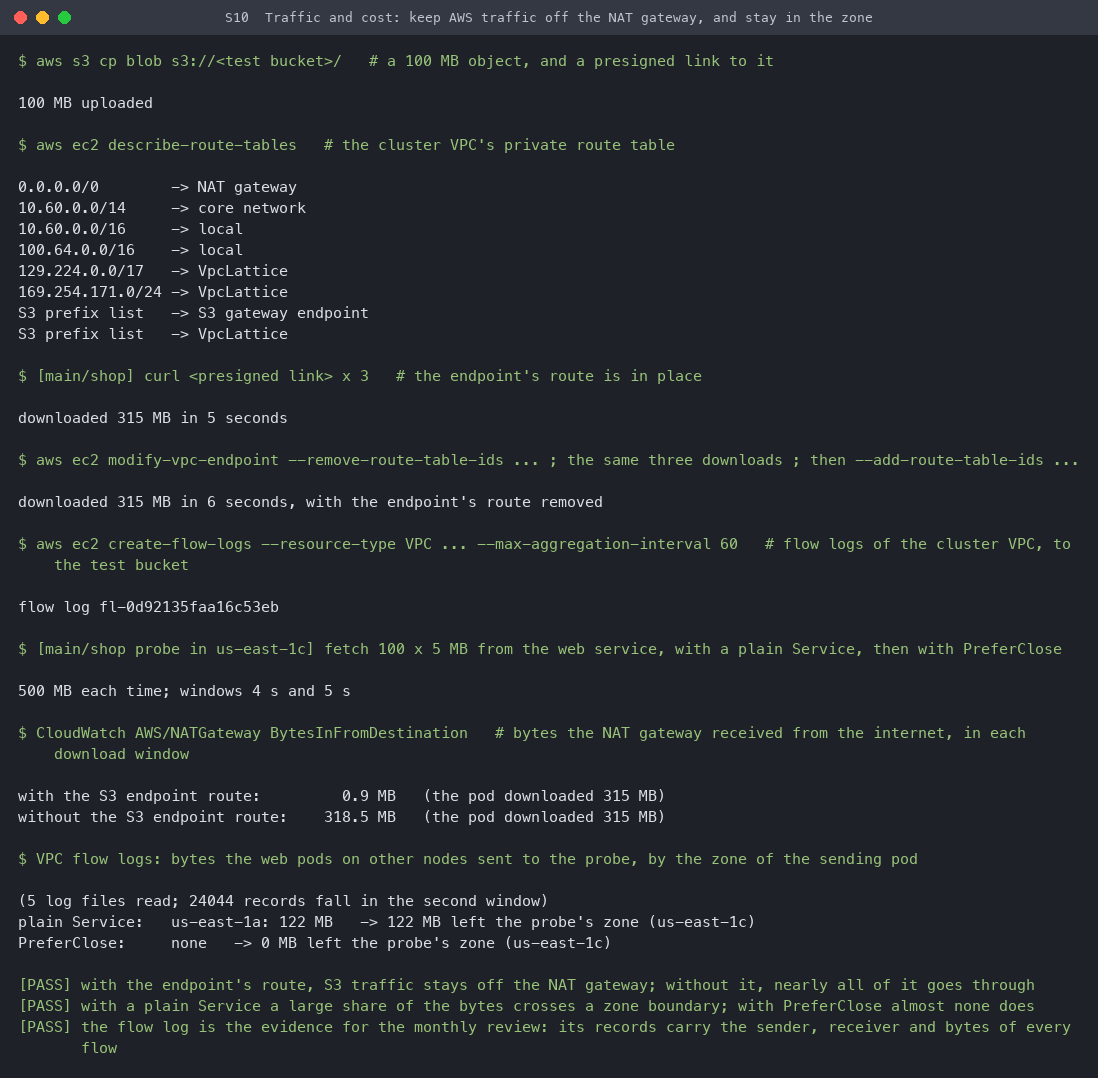 S10  Traffic and cost: keep AWS traffic off the NAT gateway, and stay in the zone
$ aws s3 cp blob s3://<test bucket>/   # a 100 MB object, and a presigned link to it
100 MB uploaded
$ aws ec2 describe-route-tables   # the cluster VPC's private route table
0.0.0.0/0        -> NAT gateway
10.60.0.0/14     -> core network
10.60.0.0/16     -> local
100.64.0.0/16    -> local
129.224.0.0/17   -> VpcLattice
169.254.171.0/24 -> VpcLattice
S3 prefix list   -> S3 gateway endpoint
S3 prefix list   -> VpcLattice
$ [main/shop] curl <presigned link> x 3   # the endpoint's route is in place
downloaded 315 MB in 5 seconds
$ aws ec2 modify-vpc-endpoint --remove-route-table-ids ... ; the same three downloads ; then --add-route-table-ids ...
downloaded 315 MB in 6 seconds, with the endpoint's route removed
$ aws ec2 create-flow-logs --resource-type VPC ... --max-aggregation-interval 60   # flow logs of the cluster VPC, to
    the test bucket
flow log fl-0d92135faa16c53eb
$ [main/shop probe in us-east-1c] fetch 100 x 5 MB from the web service, with a plain Service, then with PreferClose
500 MB each time; windows 4 s and 5 s
$ CloudWatch AWS/NATGateway BytesInFromDestination   # bytes the NAT gateway received from the internet, in each
    download window
with the S3 endpoint route:         0.9 MB   (the pod downloaded 315 MB)
without the S3 endpoint route:    318.5 MB   (the pod downloaded 315 MB)
$ VPC flow logs: bytes the web pods on other nodes sent to the probe, by the zone of the sending pod
(5 log files read; 24044 records fall in the second window)
plain Service:   us-east-1a: 122 MB   -> 122 MB left the probe's zone (us-east-1c)
PreferClose:     none   -> 0 MB left the probe's zone (us-east-1c)
[PASS] with the endpoint's route, S3 traffic stays off the NAT gateway; without it, nearly all of it goes through
[PASS] with a plain Service a large share of the bytes crosses a zone boundary; with PreferClose almost none does
[PASS] the flow log is the evidence for the monthly review: its records carry the sender, receiver and bytes of every
       flow